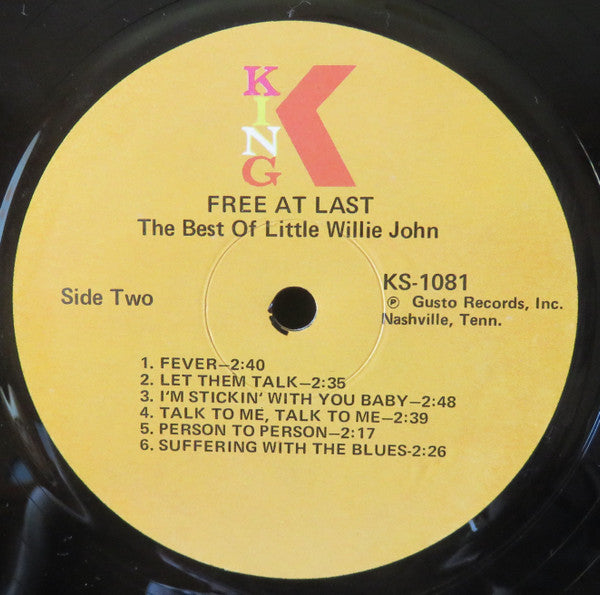 KING
FREE AT LAST
The Best Of Little Willie John
Side Two
KS-1081
℗ Gusto Records, Inc.
Nashville, Tenn.
1. FEVER—2:40
2. LET THEM TALK—2:35
3. I'M STICKIN' WITH YOU BABY—2:48
4. TALK TO ME, TALK TO ME—2:39
5. PERSON TO PERSON—2:17
6. SUFFERING WITH THE BLUES-2:26